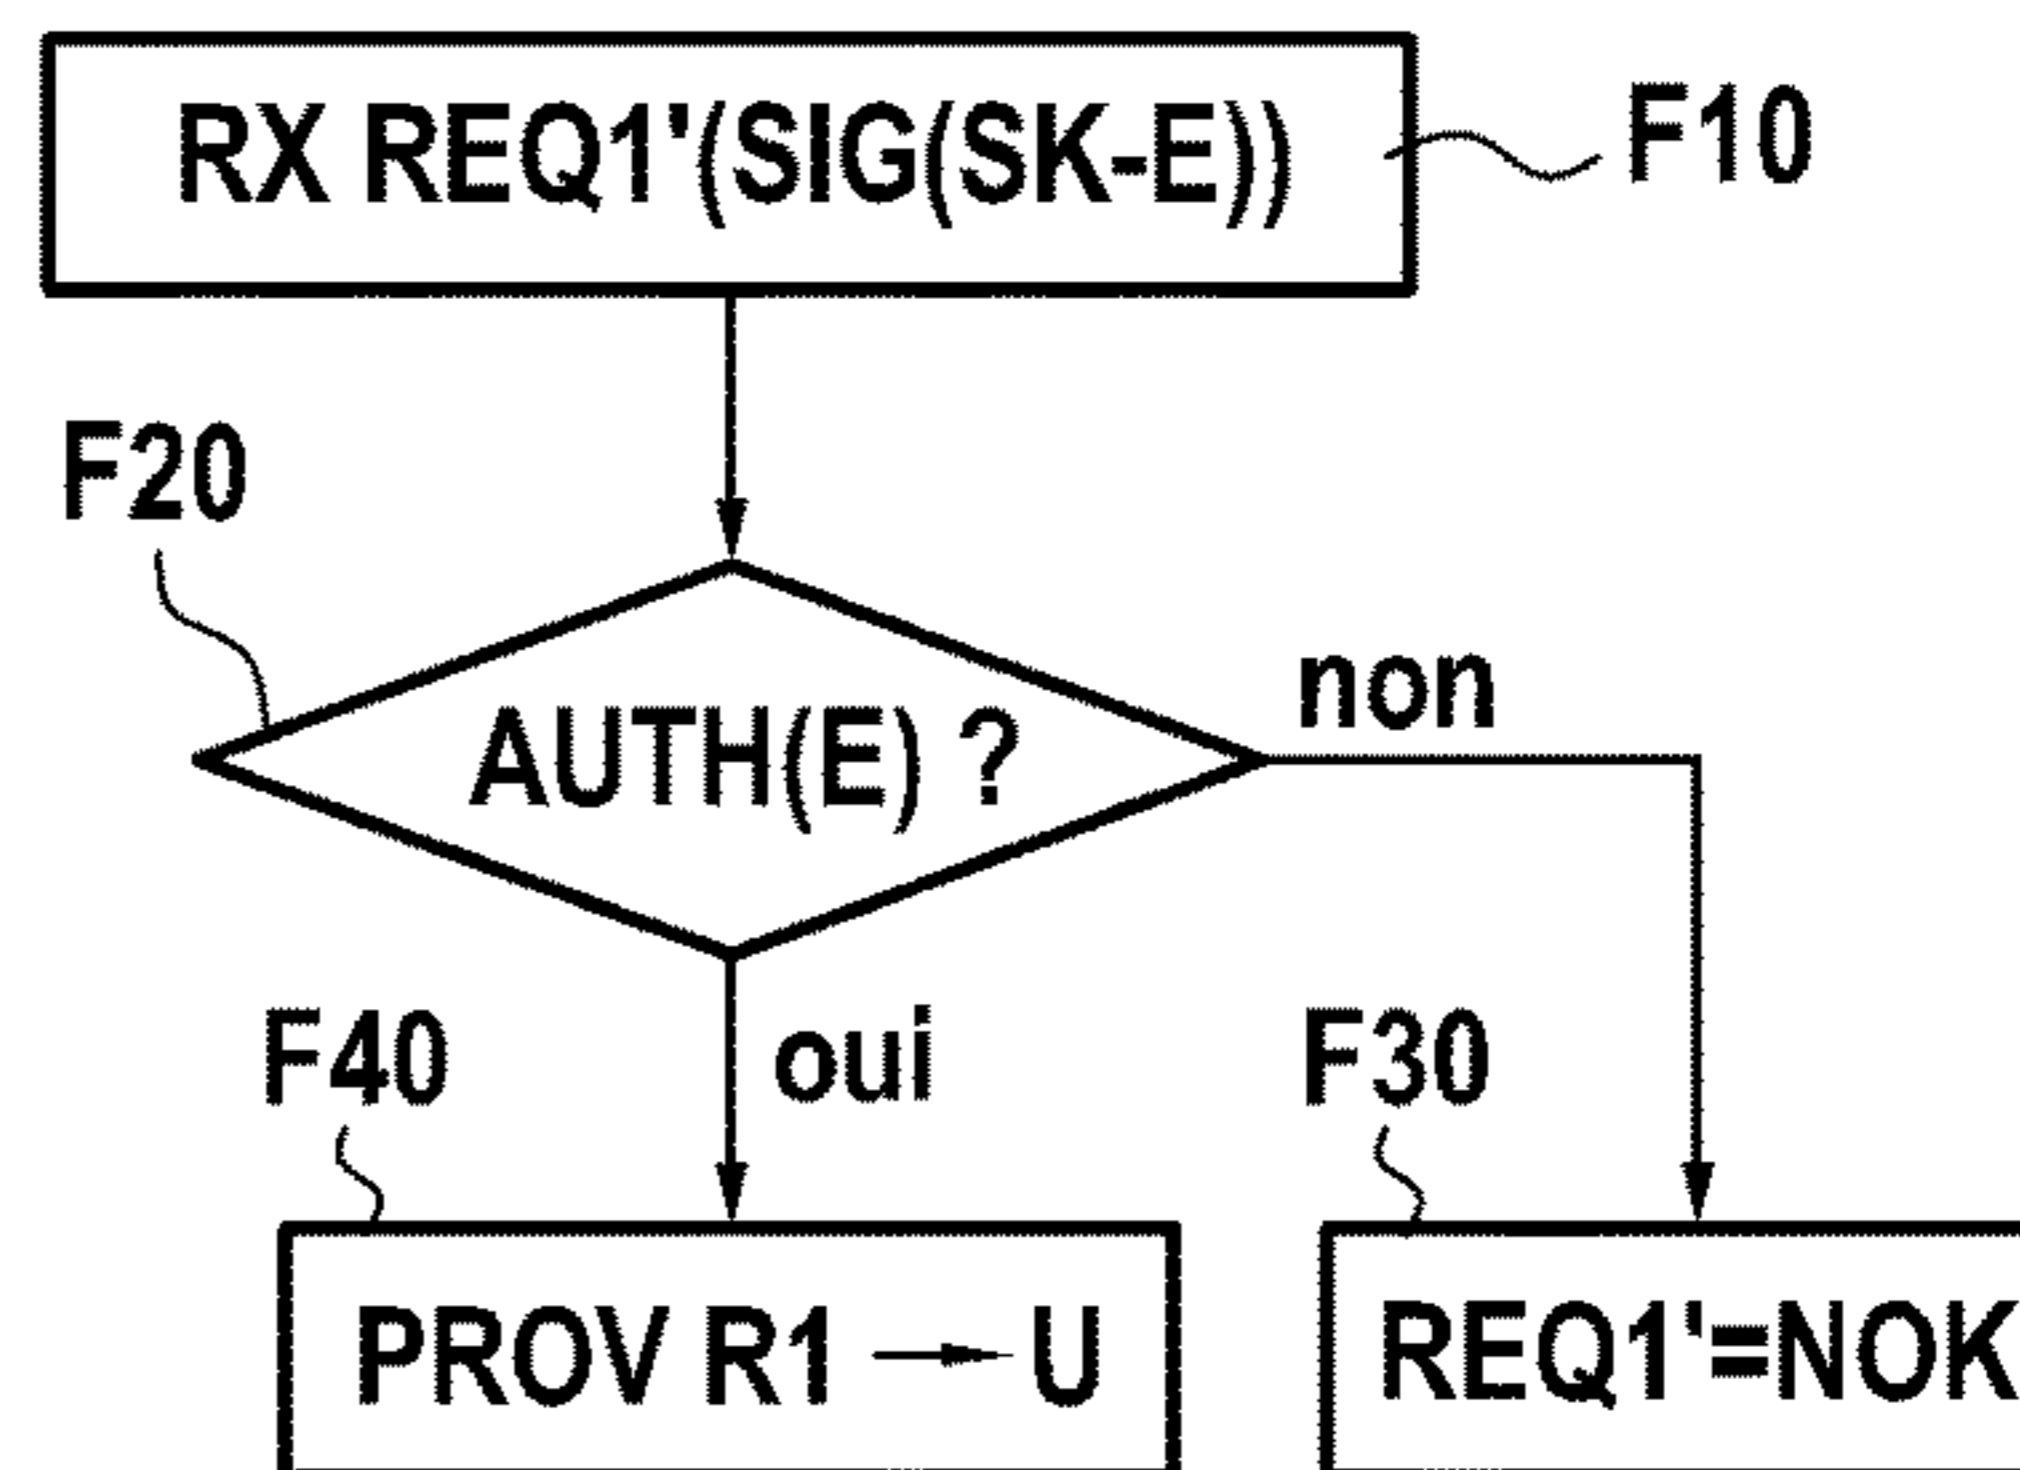 RX REQ1'(SIG(SK-E))
F10
F20
AUTH(E) ?
non
oui
F40
F30
PROV R1 → U
REQ1'=NOK